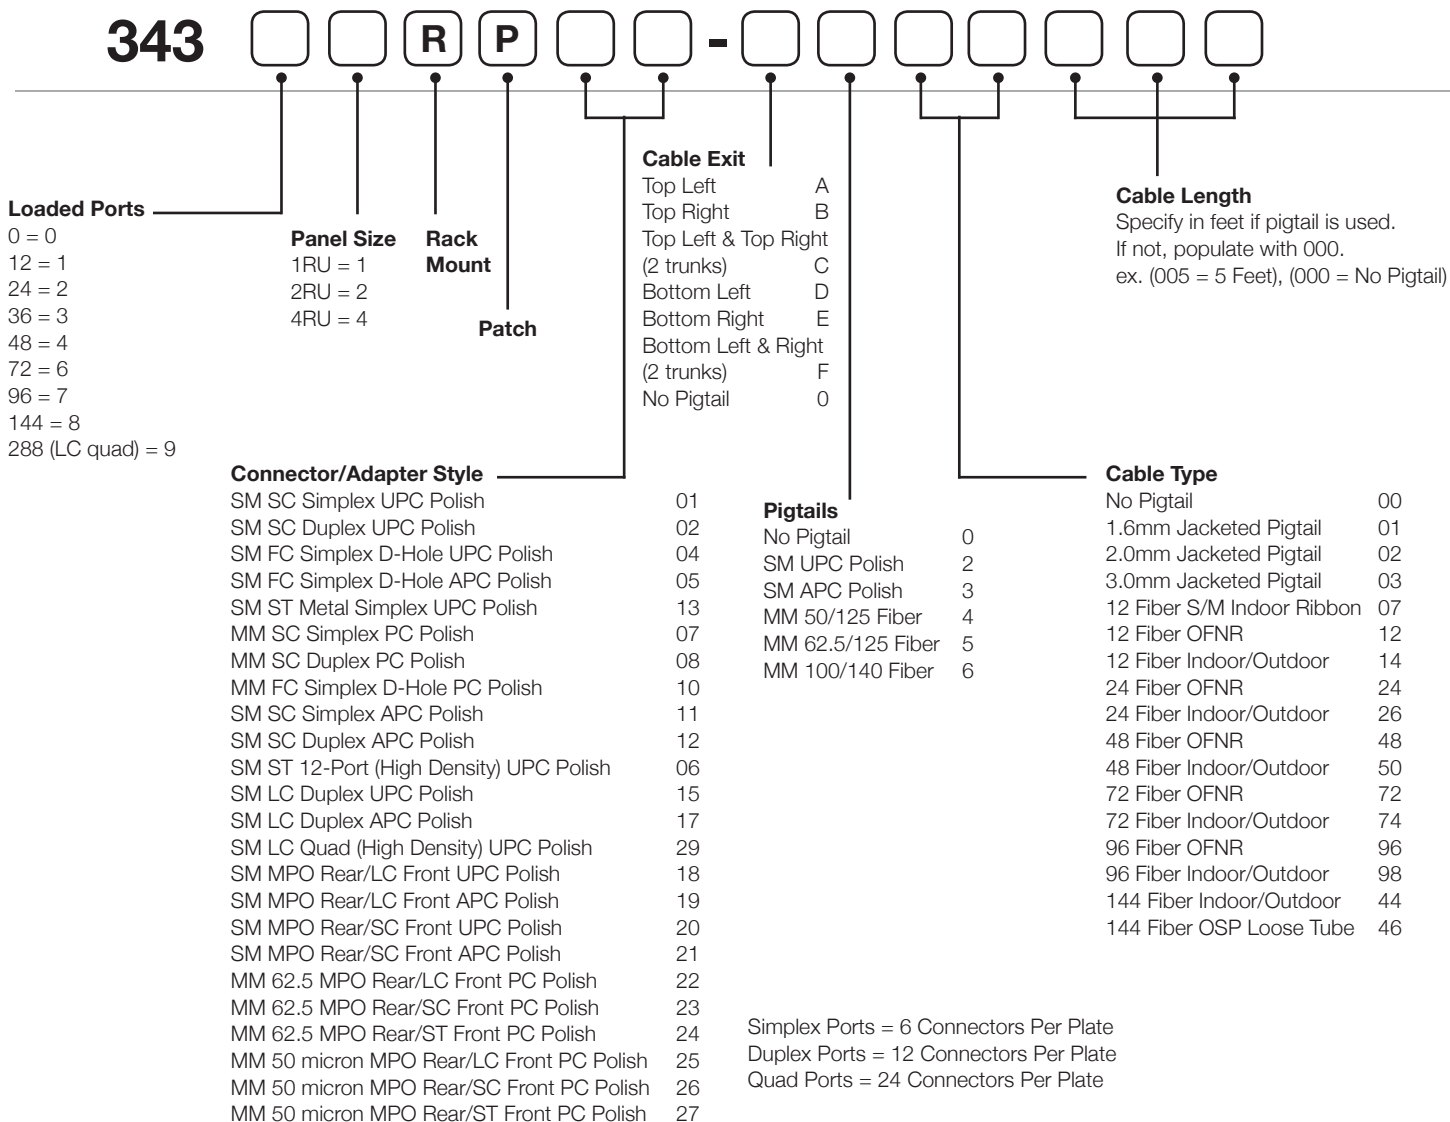 343 R P -
Loaded Ports
0 = 0
12 = 1
24 = 2
36 = 3
48 = 4
72 = 6
96 = 7
144 = 8
288 (LC quad) = 9
Panel Size
1RU = 1
2RU = 2
4RU = 4
Rack
Mount
Patch
Cable Exit
Top Left A
Top Right B
Top Left & Top Right
(2 trunks) C
Bottom Left D
Bottom Right E
Bottom Left & Right
(2 trunks) F
No Pigtail 0
Cable Length
Specify in feet if pigtail is used.
If not, populate with 000.
ex. (005 = 5 Feet), (000 = No Pigtail)
Connector/Adapter Style
SM SC Simplex UPC Polish 01
SM SC Duplex UPC Polish 02
SM FC Simplex D-Hole UPC Polish 04
SM FC Simplex D-Hole APC Polish 05
SM ST Metal Simplex UPC Polish 13
MM SC Simplex PC Polish 07
MM SC Duplex PC Polish 08
MM FC Simplex D-Hole PC Polish 10
SM SC Simplex APC Polish 11
SM SC Duplex APC Polish 12
SM ST 12-Port (High Density) UPC Polish 06
SM LC Duplex UPC Polish 15
SM LC Duplex APC Polish 17
SM LC Quad (High Density) UPC Polish 29
SM MPO Rear/LC Front UPC Polish 18
SM MPO Rear/LC Front APC Polish 19
SM MPO Rear/SC Front UPC Polish 20
SM MPO Rear/SC Front APC Polish 21
MM 62.5 MPO Rear/LC Front PC Polish 22
MM 62.5 MPO Rear/SC Front PC Polish 23
MM 62.5 MPO Rear/ST Front PC Polish 24
MM 50 micron MPO Rear/LC Front PC Polish 25
MM 50 micron MPO Rear/SC Front PC Polish 26
MM 50 micron MPO Rear/ST Front PC Polish 27
Pigtails
No Pigtail 0
SM UPC Polish 2
SM APC Polish 3
MM 50/125 Fiber 4
MM 62.5/125 Fiber 5
MM 100/140 Fiber 6
Cable Type
No Pigtail 00
1.6mm Jacketed Pigtail 01
2.0mm Jacketed Pigtail 02
3.0mm Jacketed Pigtail 03
12 Fiber S/M Indoor Ribbon 07
12 Fiber OFNR 12
12 Fiber Indoor/Outdoor 14
24 Fiber OFNR 24
24 Fiber Indoor/Outdoor 26
48 Fiber OFNR 48
48 Fiber Indoor/Outdoor 50
72 Fiber OFNR 72
72 Fiber Indoor/Outdoor 74
96 Fiber OFNR 96
96 Fiber Indoor/Outdoor 98
144 Fiber Indoor/Outdoor 44
144 Fiber OSP Loose Tube 46
Simplex Ports = 6 Connectors Per Plate
Duplex Ports = 12 Connectors Per Plate
Quad Ports = 24 Connectors Per Plate